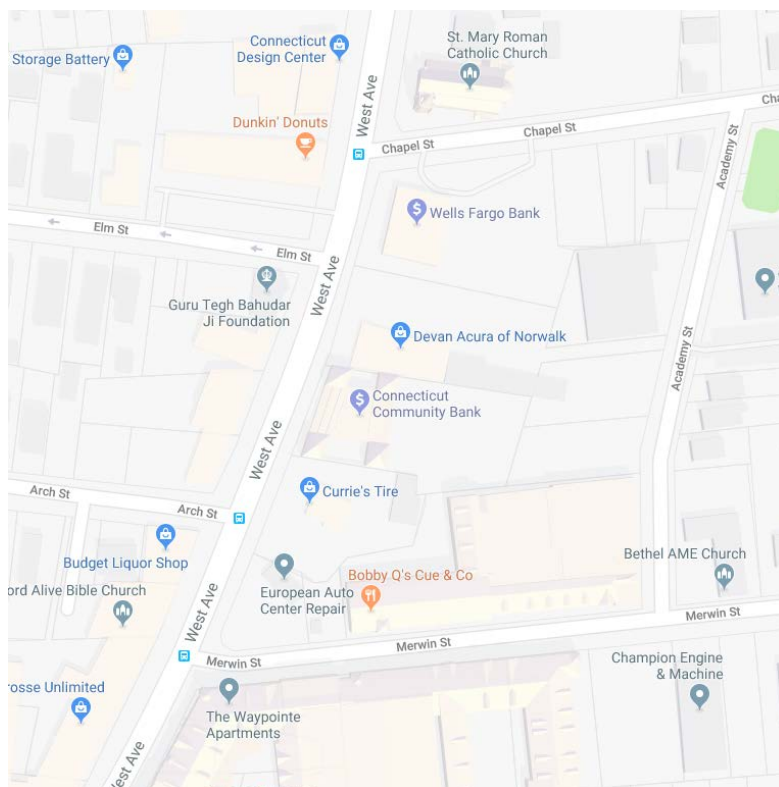 Connecticut
Design Center
Storage Battery
St. Mary Roman
Catholic Church
West Ave
Dunkin' Donuts
Chapel St
Chapel St
Academy St
Wells Fargo Bank
Elm St
Elm St
West Ave
Guru Tegh Bahudar
Ji Foundation
Devan Acura of Norwalk
Academy St
Connecticut
Community Bank
West Ave
Arch St
Arch St
Currie's Tire
Budget Liquor Shop
Bethel AME Church
European Auto
Center Repair
Bobby Q's Cue & Co
ord Alive Bible Church
West Ave
Merwin St
Merwin St
Merwin St
Champion Engine
& Machine
rosse Unlimited
The Waypointe
Apartments
West Ave